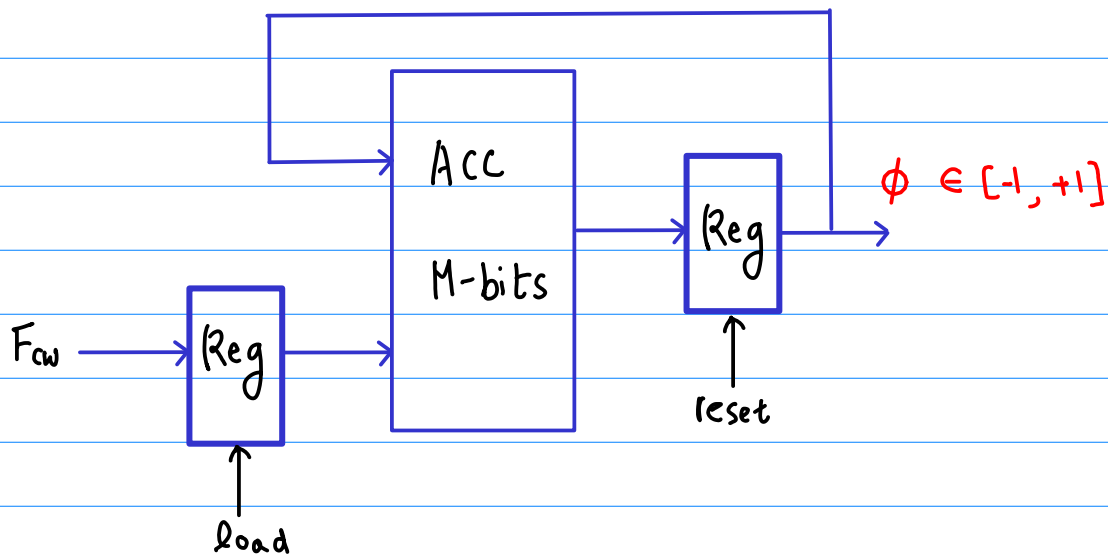 ACC
M-bits
Reg
ϕ ∈ [-1, +1]
Fcw
Reg
reset
load